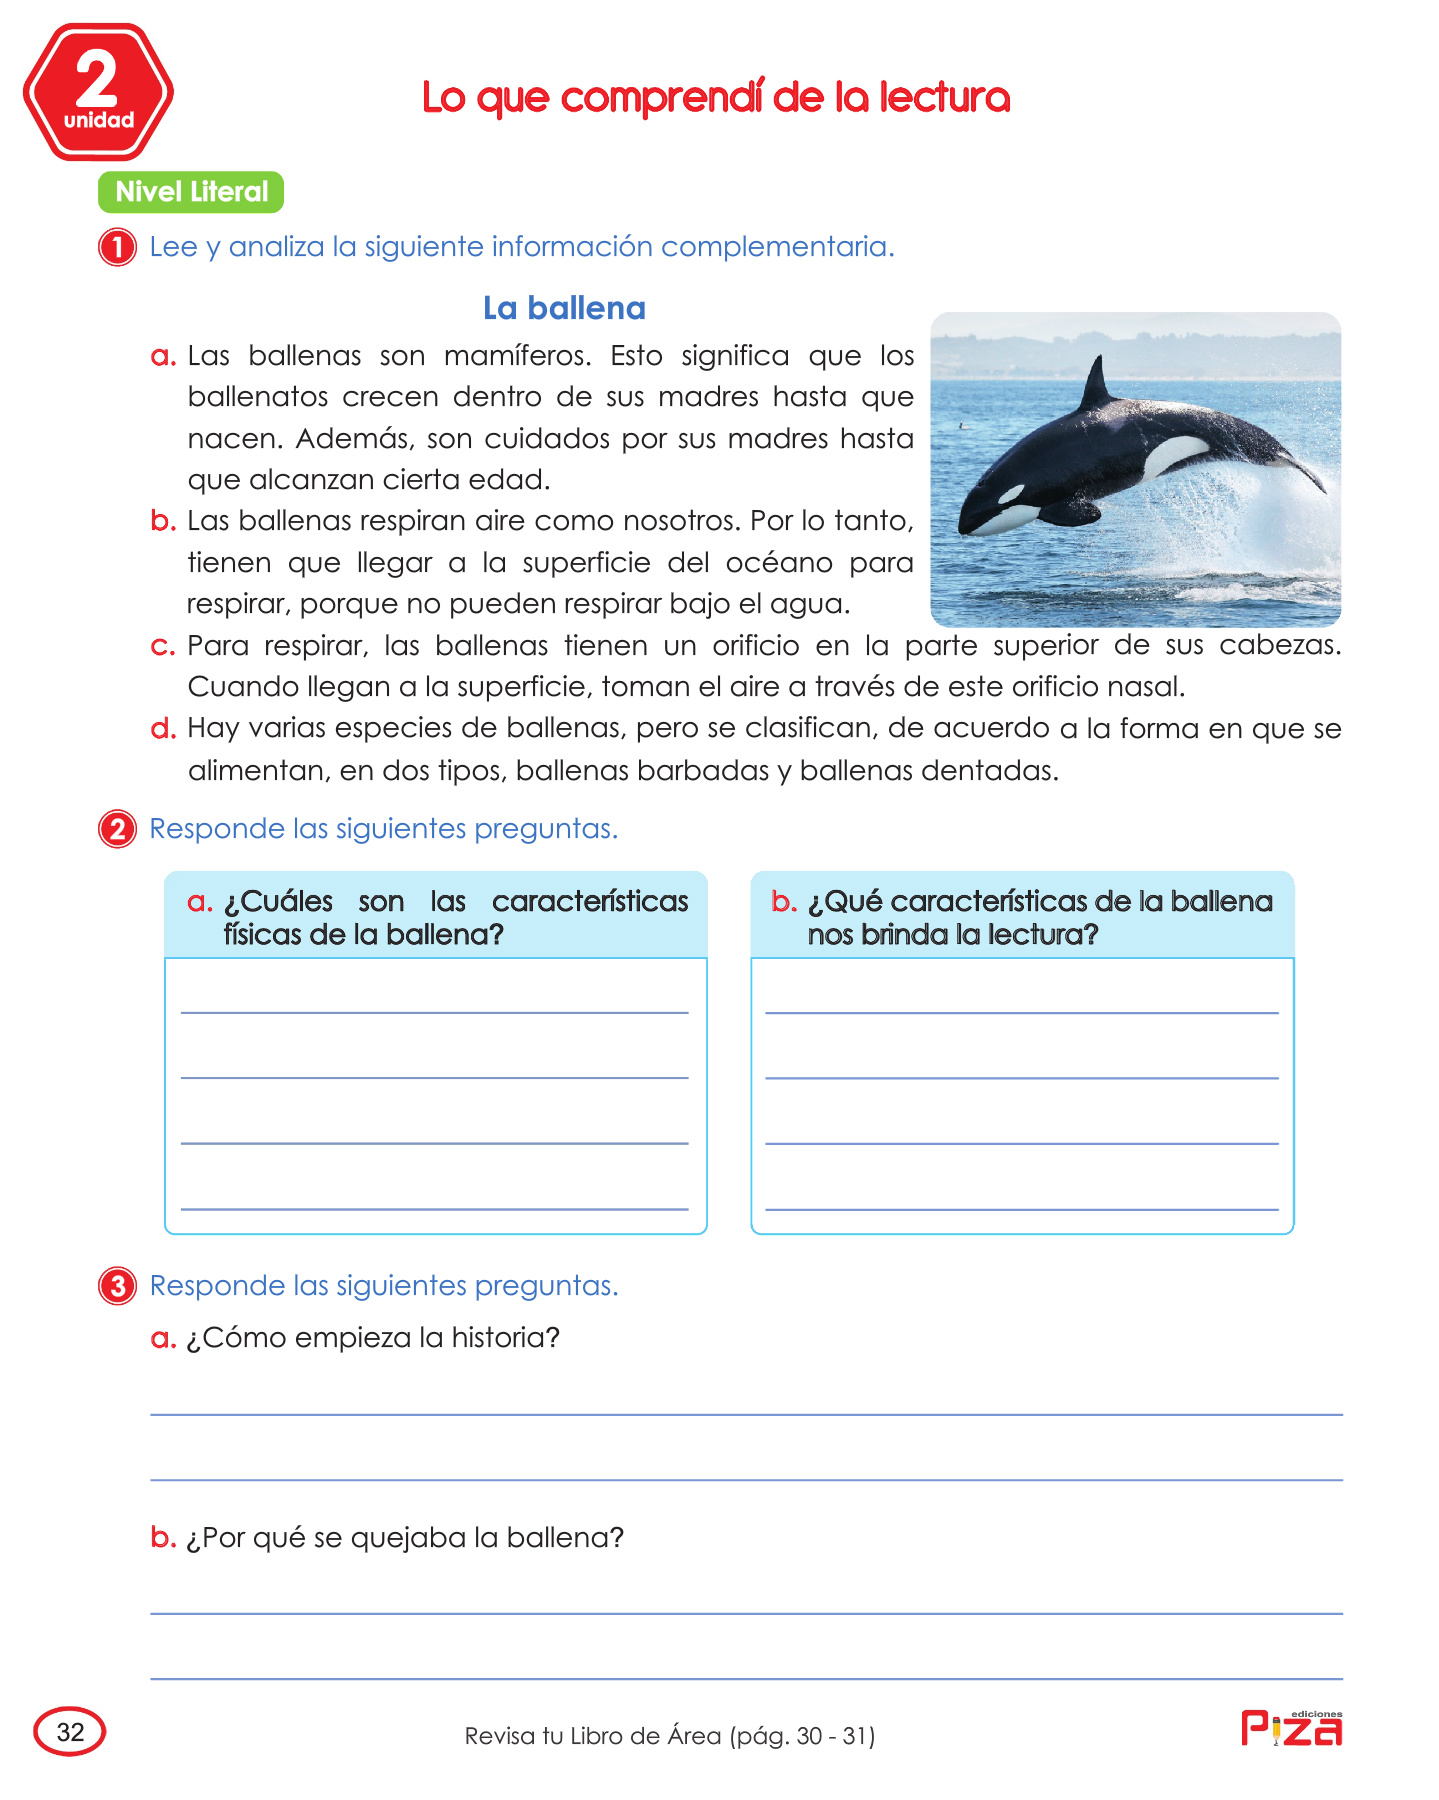 2
unidad
Lo que comprendí de la lectura
Nivel Literal
1 Lee y analiza la siguiente información complementaria.
La ballena
a. Las ballenas son mamíferos. Esto significa que los
ballenatos crecen dentro de sus madres hasta que
nacen. Además, son cuidados por sus madres hasta
que alcanzan cierta edad.
b. Las ballenas respiran aire como nosotros. Por lo tanto,
tienen que llegar a la superficie del océano para
respirar, porque no pueden respirar bajo el agua.
c. Para respirar, las ballenas tienen un orificio en la parte superior de sus cabezas.
Cuando llegan a la superficie, toman el aire a través de este orificio nasal.
d. Hay varias especies de ballenas, pero se clasifican, de acuerdo a la forma en que se
alimentan, en dos tipos, ballenas barbadas y ballenas dentadas.
2 Responde las siguientes preguntas.
a. ¿Cuáles son las características
físicas de la ballena?
b. ¿Qué características de la ballena
nos brinda la lectura?
3 Responde las siguientes preguntas.
a. ¿Cómo empieza la historia?
b. ¿Por qué se quejaba la ballena?
32
Revisa tu Libro de Área (pág. 30 - 31)
ediciones
Piza